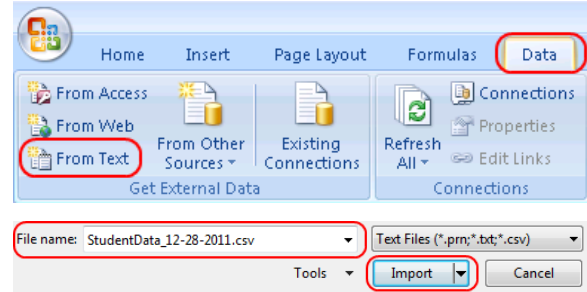 Home Insert Page Layout Formulas Data
From Access
From Web
From Text
From Other
Sources
Existing
Connections
Get External Data
Refresh
All
Connections
Properties
Edit Links
Connections
File name: StudentData_12-28-2011.csv Text Files (*.prn;*.txt;*.csv)
Tools Import Cancel